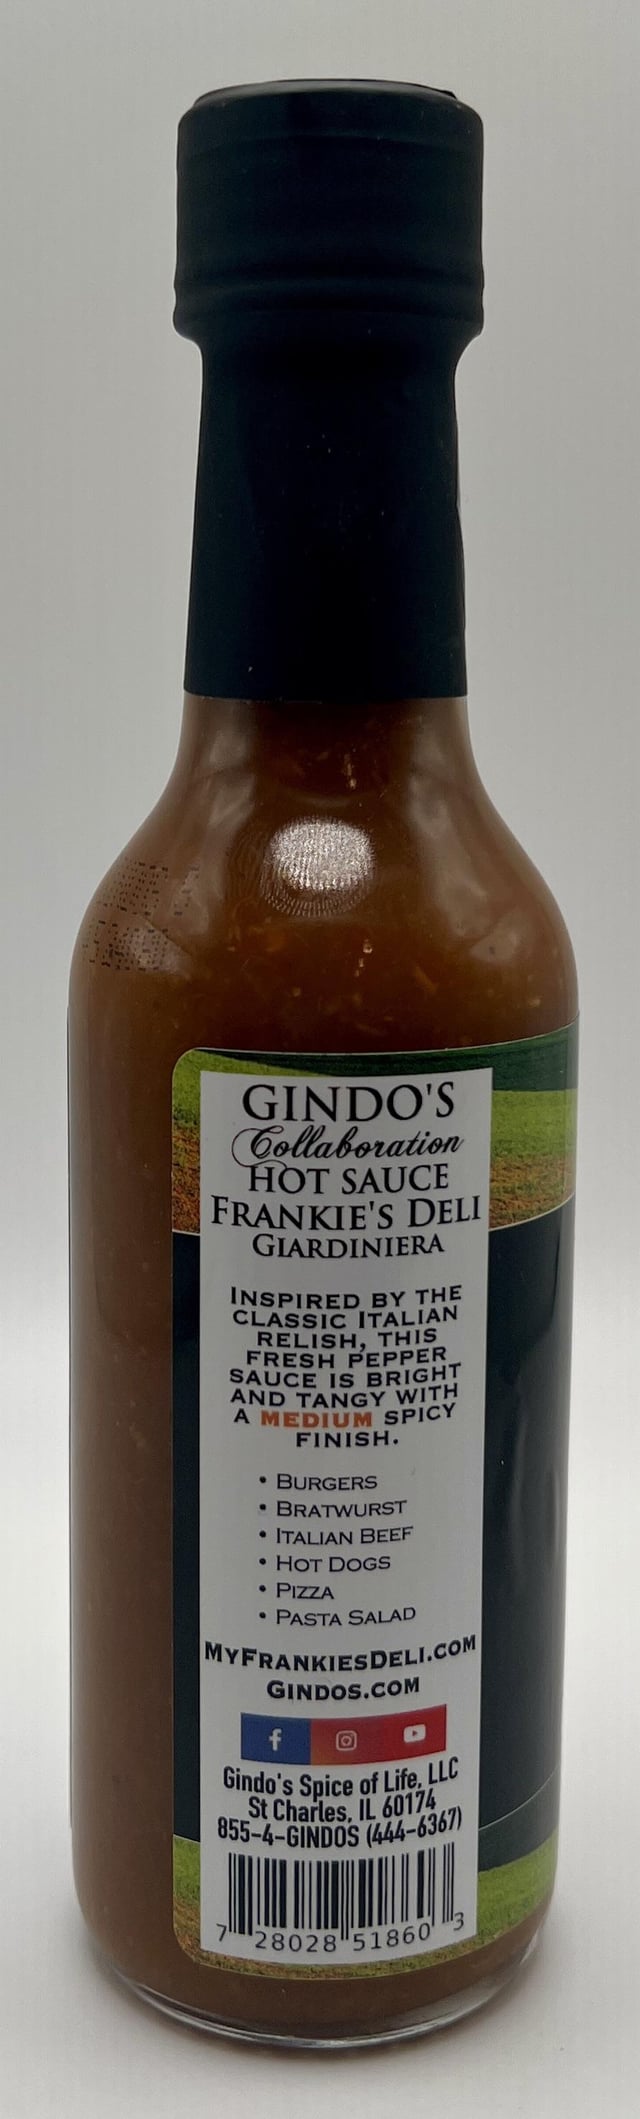 GINDO'S
Collaboration
HOT SAUCE
FRANKIE'S DELI
GIARDINIERA
INSPIRED BY THE
CLASSIC ITALIAN
RELISH, THIS
FRESH PEPPER
SAUCE IS BRIGHT
AND TANGY WITH
A MEDIUM SPICY
FINISH.
• BURGERS
• BRATWURST
• ITALIAN BEEF
• HOT DOGS
• PIZZA
• PASTA SALAD
MYFRANKIESDELI.COM
GINDOS.COM
Gindo's Spice of Life, LLC
St Charles, IL 60174
855-4-GINDOS (444-6367)
7 28028 51860 3